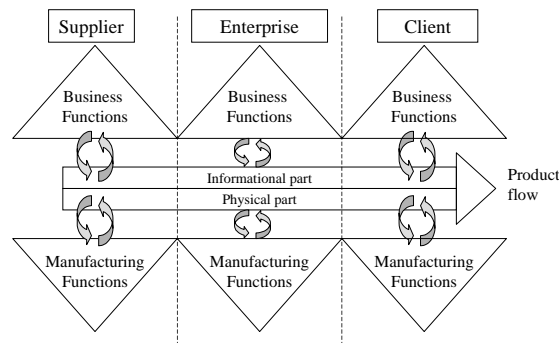 Supplier
Enterprise
Client
Business
Functions
Business
Functions
Business
Functions
Informational part
Physical part
Product
flow
Manufacturing
Functions
Manufacturing
Functions
Manufacturing
Functions